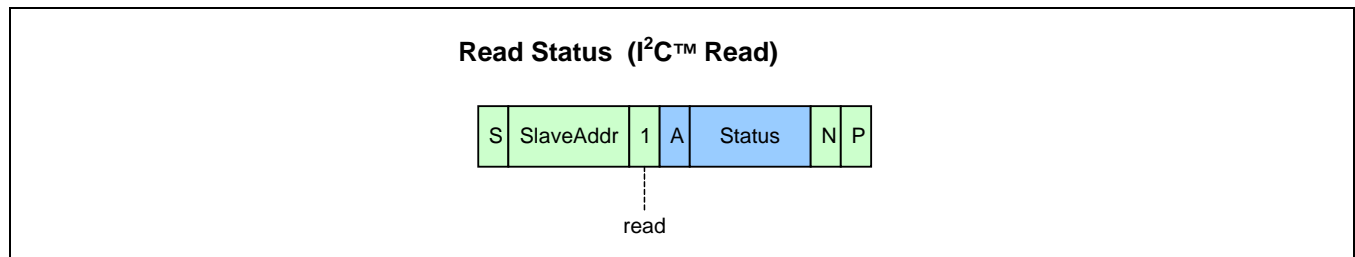 Read Status (I²C™ Read)
S SlaveAddr 1 A Status N P
read